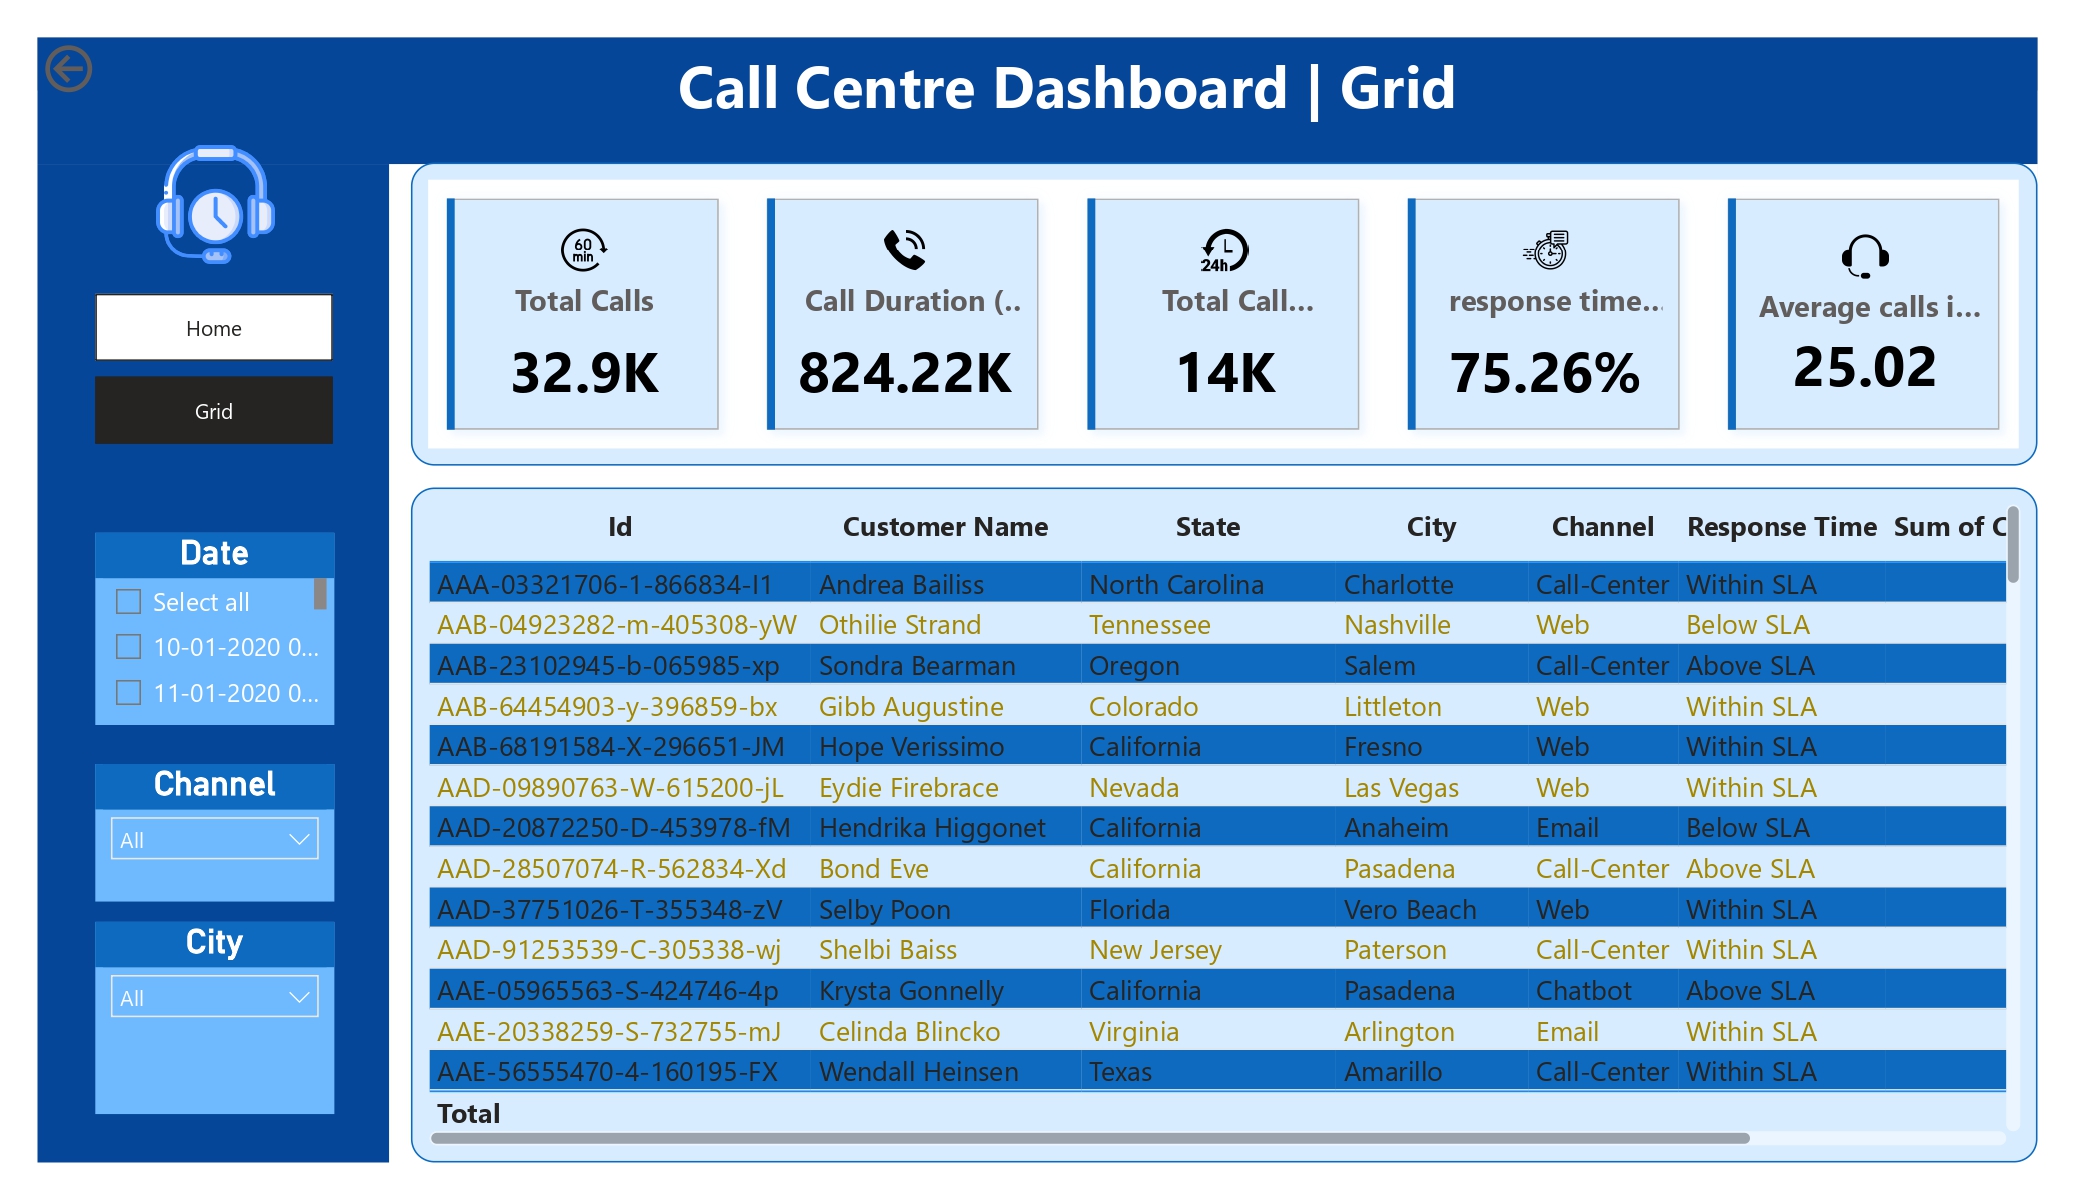 Call Centre Dashboard | Grid
Home
Grid
Date
Select all
10-01-2020 0...
11-01-2020 0...
Channel
All
City
All
60 min
Total Calls
32.9K
Call Duration (..
824.22K
24h
Total Call...
14K
response time...
75.26%
Average calls i...
25.02
Id Customer Name State City Channel Response Time Sum of C
AAA-03321706-1-866834-I1 Andrea Bailiss North Carolina Charlotte Call-Center Within SLA
AAB-04923282-m-405308-yW Othilie Strand Tennessee Nashville Web Below SLA
AAB-23102945-b-065985-xp Sondra Bearman Oregon Salem Call-Center Above SLA
AAB-64454903-y-396859-bx Gibb Augustine Colorado Littleton Web Within SLA
AAB-68191584-X-296651-JM Hope Verissimo California Fresno Web Within SLA
AAD-09890763-W-615200-jL Eydie Firebrace Nevada Las Vegas Web Within SLA
AAD-20872250-D-453978-fM Hendrika Higgonet California Anaheim Email Below SLA
AAD-28507074-R-562834-Xd Bond Eve California Pasadena Call-Center Above SLA
AAD-37751026-T-355348-zV Selby Poon Florida Vero Beach Web Within SLA
AAD-91253539-C-305338-wj Shelbi Baiss New Jersey Paterson Call-Center Within SLA
AAE-05965563-S-424746-4p Krysta Gonnelly California Pasadena Chatbot Above SLA
AAE-20338259-S-732755-mJ Celinda Blincko Virginia Arlington Email Within SLA
AAE-56555470-4-160195-FX Wendall Heinsen Texas Amarillo Call-Center Within SLA
Total